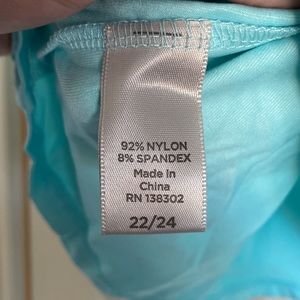 92% NYLON
8% SPANDEX
Made in
China
RN 138302
22/24